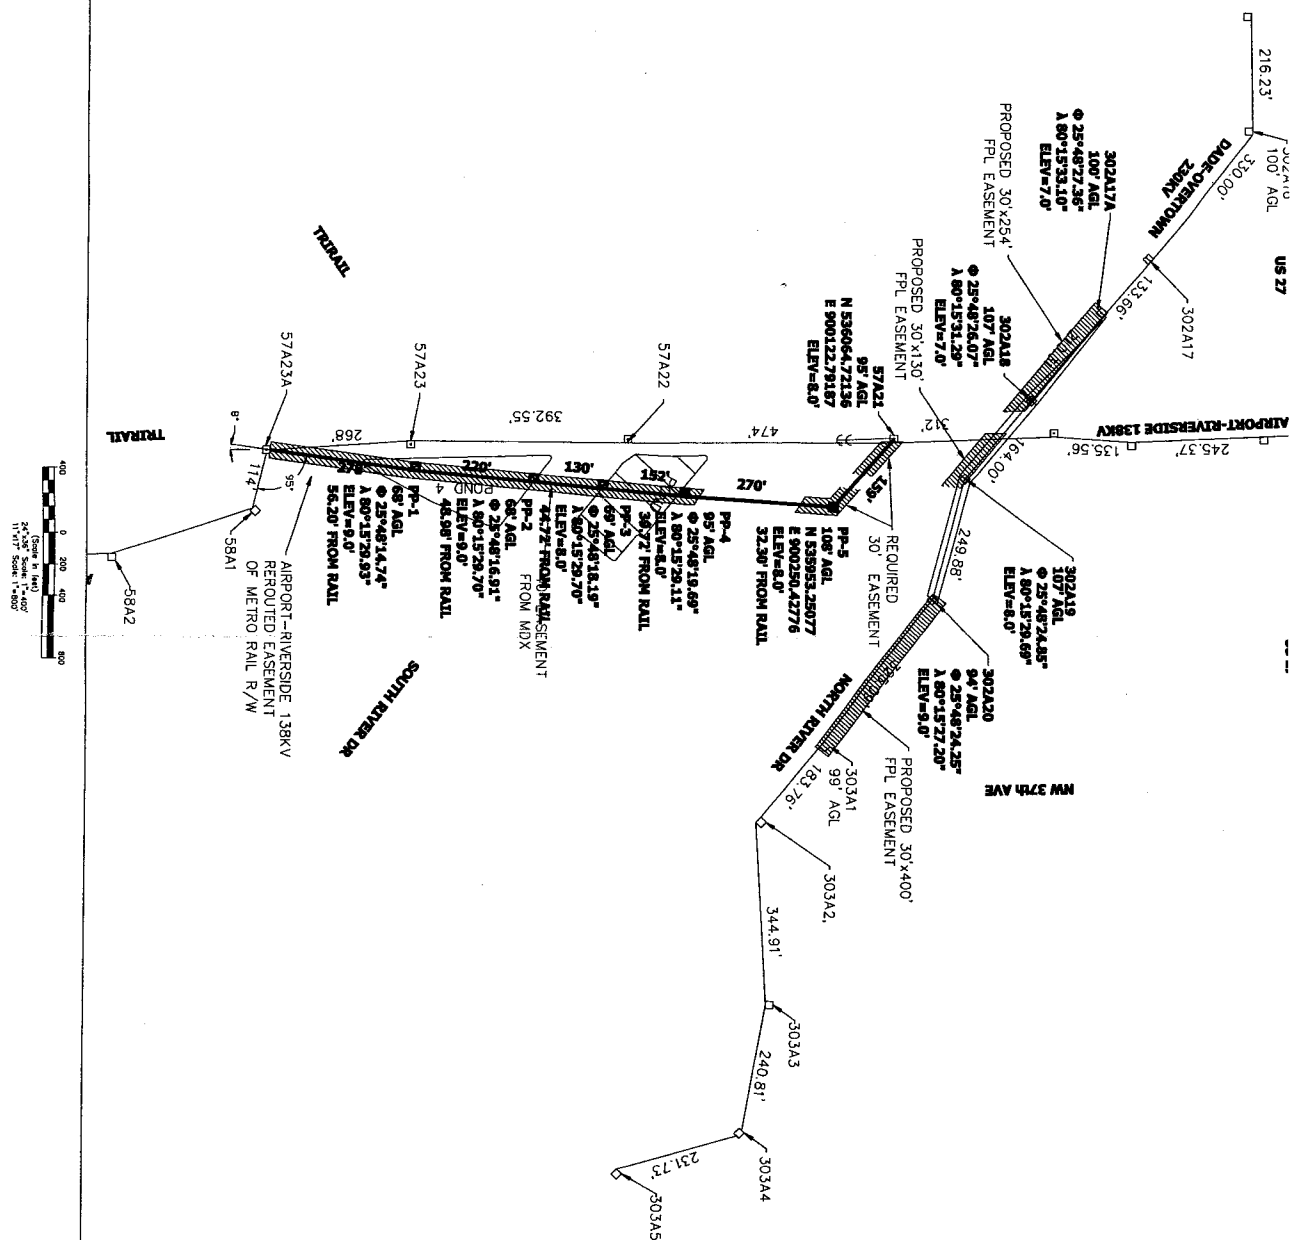 216.23'
302A16
100' AGL
330.00'
DADE-OVERTOWN
230KV
US 27
133.66'
302A17
302A17A
100' AGL
Φ 25°48'27.36"
λ 80°15'33.10"
ELEV=7.0'
PROPOSED 30'x254'
FPL EASEMENT
302A18
107' AGL
Φ 25°48'26.07"
λ 80°15'31.29"
ELEV=7.0'
PROPOSED 30'x130'
FPL EASEMENT
AIRPORT-RIVERSIDE 138KV
245.37'
135.56'
164.00'
312'
57A21
95' AGL
N 536064.72136
E 900122.79187
ELEV=8.0'
159'
249.88'
302A19
107' AGL
Φ 25°48'24.85"
λ 80°15'29.69"
ELEV=8.0'
302A20
94' AGL
Φ 25°48'24.25"
λ 80°15'27.20"
ELEV=9.0'
NW 37th AVE
PROPOSED 30'x400'
FPL EASEMENT
NORTH RIVER DR
303A1
99' AGL
183.76'
303A2,
344.91'
303A3
240.81'
303A4
231.73'
303A5
REQUIRED
30' EASEMENT
PP-5
108' AGL
N 535953.25077
E 900250.42776
ELEV=8.0'
32.30' FROM RAIL
270'
PP-4
95' AGL
Φ 25°48'19.69"
λ 80°15'29.11"
ELEV=8.0'
38.72' FROM RAIL
152'
PP-3
69' AGL
Φ 25°48'18.19"
λ 80°15'29.70"
ELEV=8.0'
44.72' FROM RAIL
130'
EASEMENT
FROM MDX
PP-2
68' AGL
Φ 25°48'16.91"
λ 80°15'29.70"
ELEV=9.0'
48.98' FROM RAIL
220'
POND 4
PP-1
68' AGL
Φ 25°48'14.74"
λ 80°15'29.93"
ELEV=9.0'
56.20' FROM RAIL
474'
57A22
392.55'
57A23
268'
57A23A
8'
114'
95'
58A1
58A2
AIRPORT-RIVERSIDE 138KV
REROUTED EASEMENT
OF METRO RAIL R/W
SOUTH RIVER DR
TRIRAIL
TRIRAIL
400 0 200 400 800
(Scale in feet)
24"x36" Scale: 1"=400'
11"x17" Scale: 1"=800'